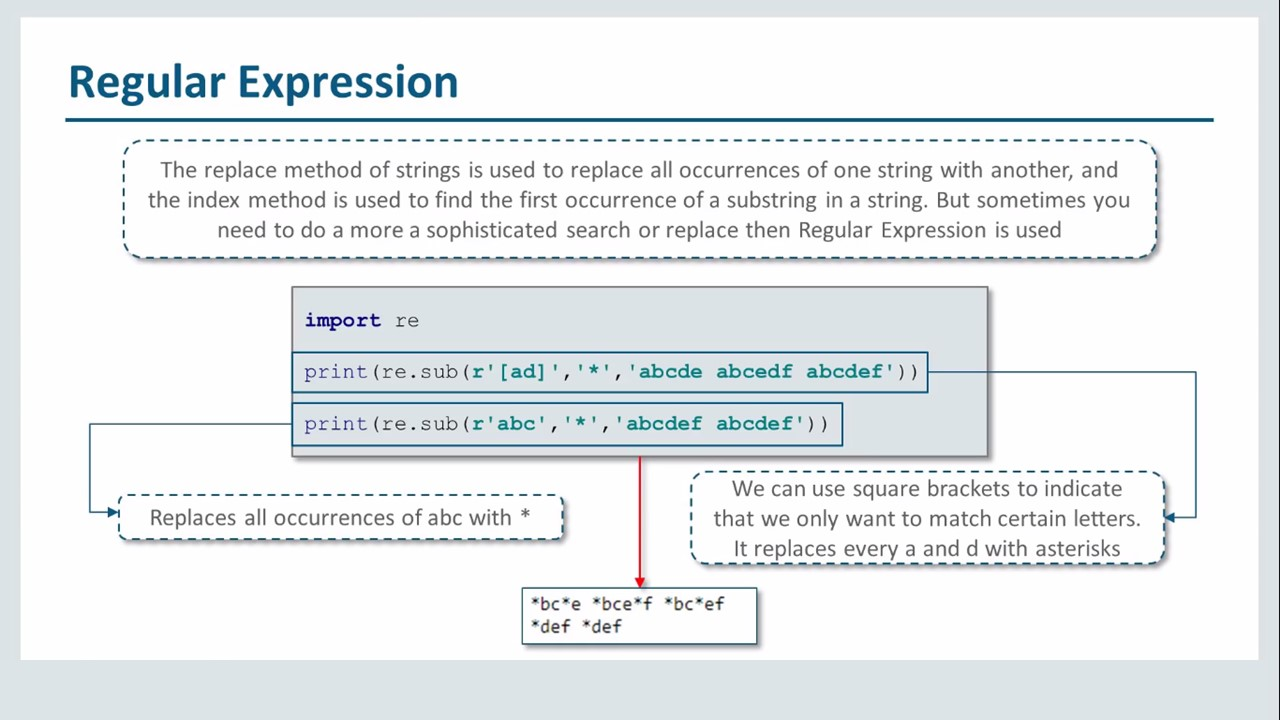 Regular Expression
The replace method of strings is used to replace all occurrences of one string with another, and
the index method is used to find the first occurrence of a substring in a string. But sometimes you
need to do a more a sophisticated search or replace then Regular Expression is used
import re
print(re.sub(r'[ad]','*','abcde abcedf abcdef'))
print(re.sub(r'abc','*','abcdef abcdef'))
Replaces all occurrences of abc with *
We can use square brackets to indicate
that we only want to match certain letters.
It replaces every a and d with asterisks
*bc*e *bce*f *bc*ef
*def *def